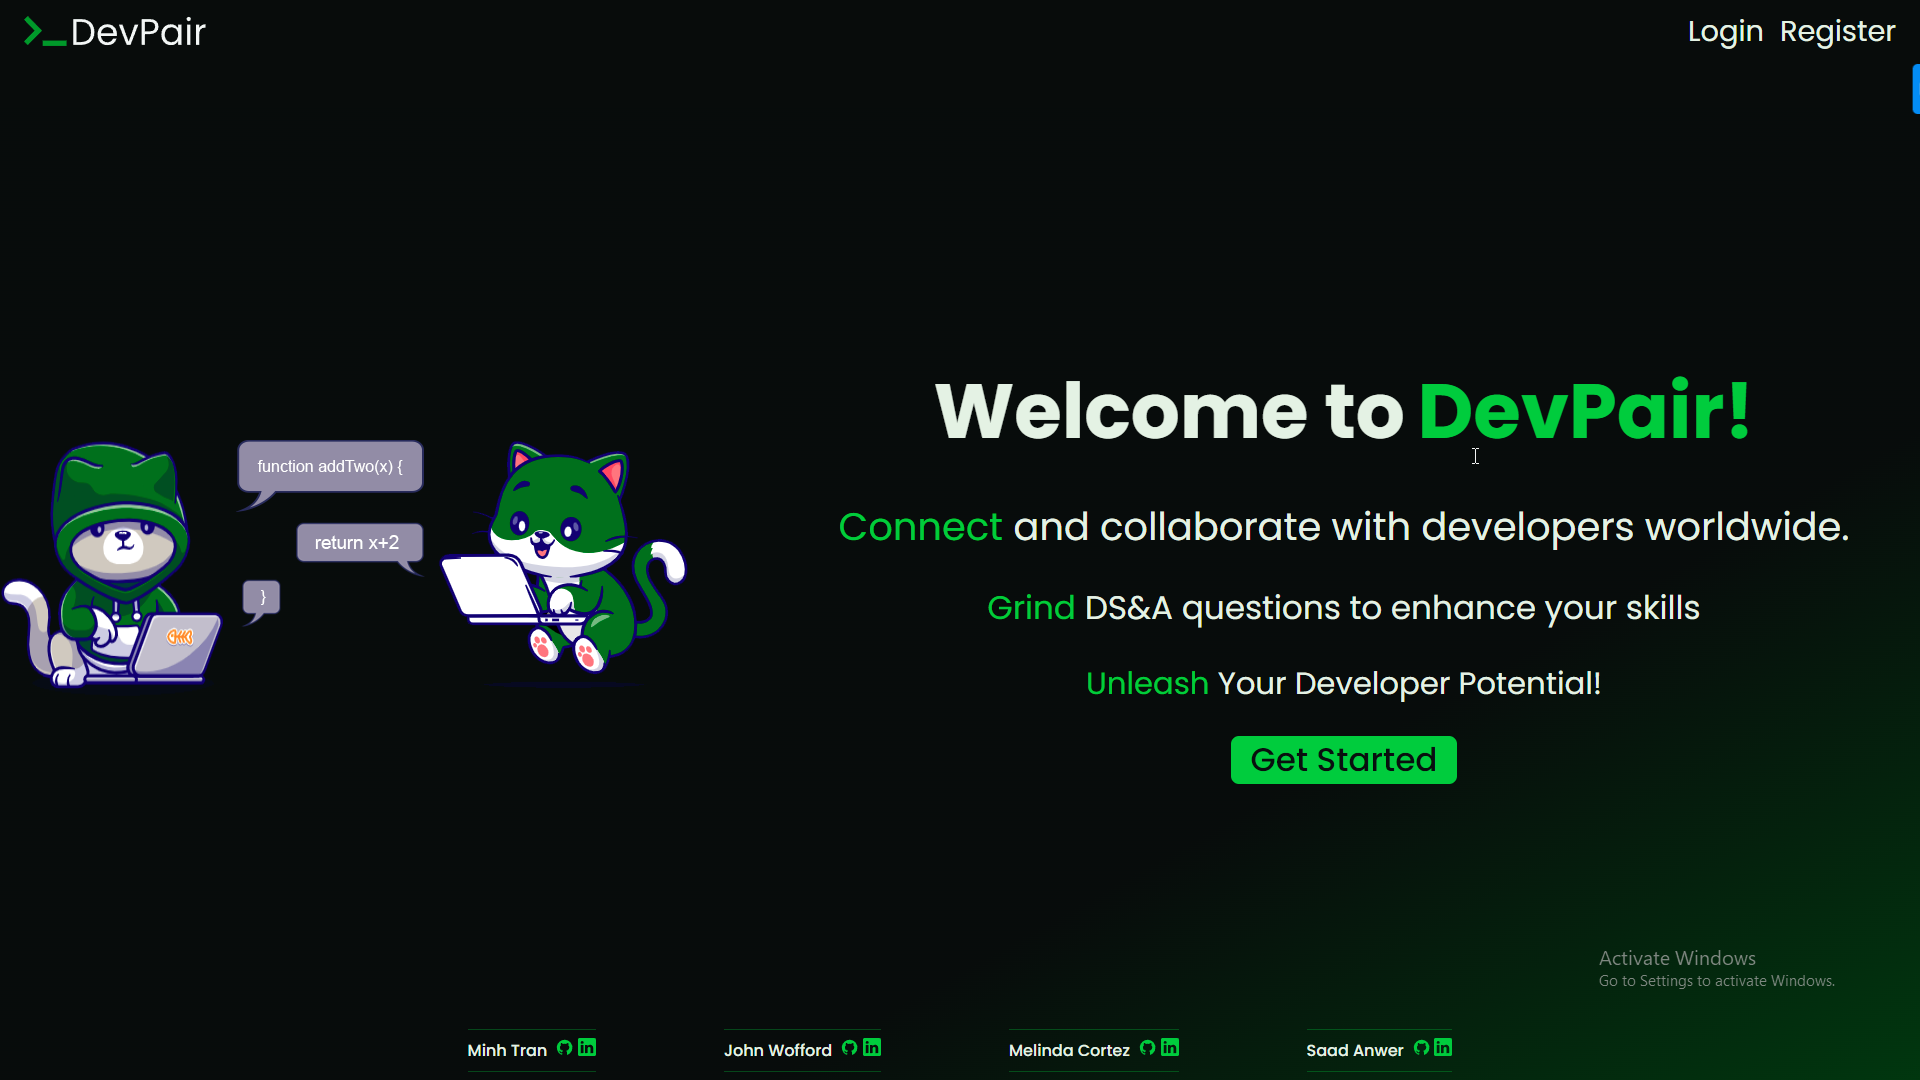 DevPair
Login Register
Welcome to DevPair!
function addTwo(x) {
return x+2
}
Connect and collaborate with developers worldwide.
Grind DS&A questions to enhance your skills
Unleash Your Developer Potential!
Get Started
Activate Windows
Go to Settings to activate Windows.
Minh Tran
John Wofford
Melinda Cortez
Saad Anwer